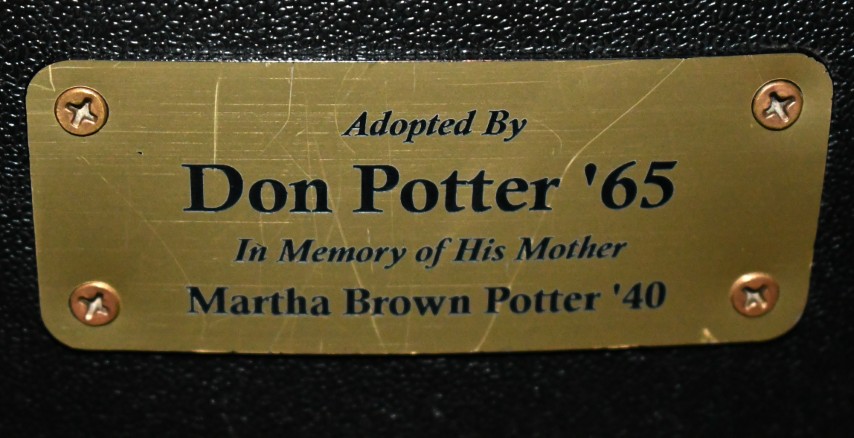 Adopted By
Don Potter '65
In Memory of His Mother
Martha Brown Potter '40